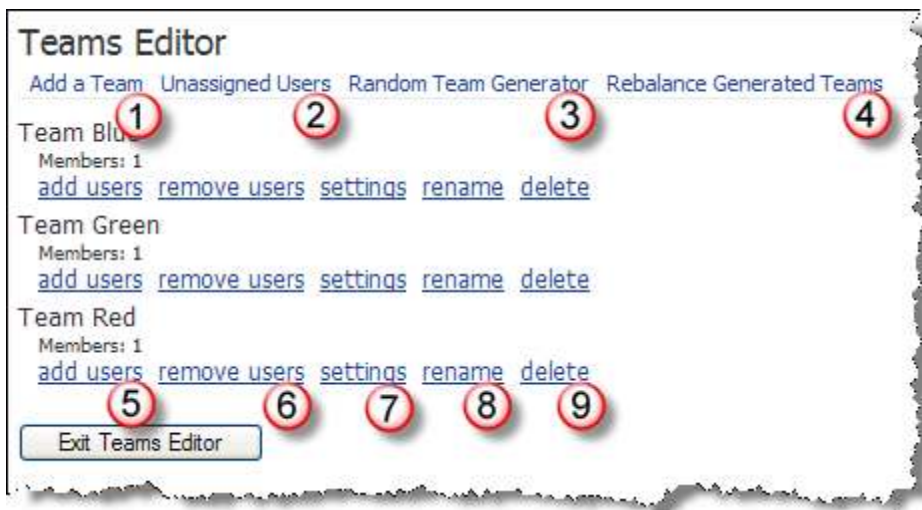 Teams Editor
Add a Team Unassigned Users Random Team Generator Rebalance Generated Teams
1 2 3 4
Team Blue
Members: 1
add users remove users settings rename delete
Team Green
Members: 1
add users remove users settings rename delete
Team Red
Members: 1
add users remove users settings rename delete
5 6 7 8 9
Exit Teams Editor